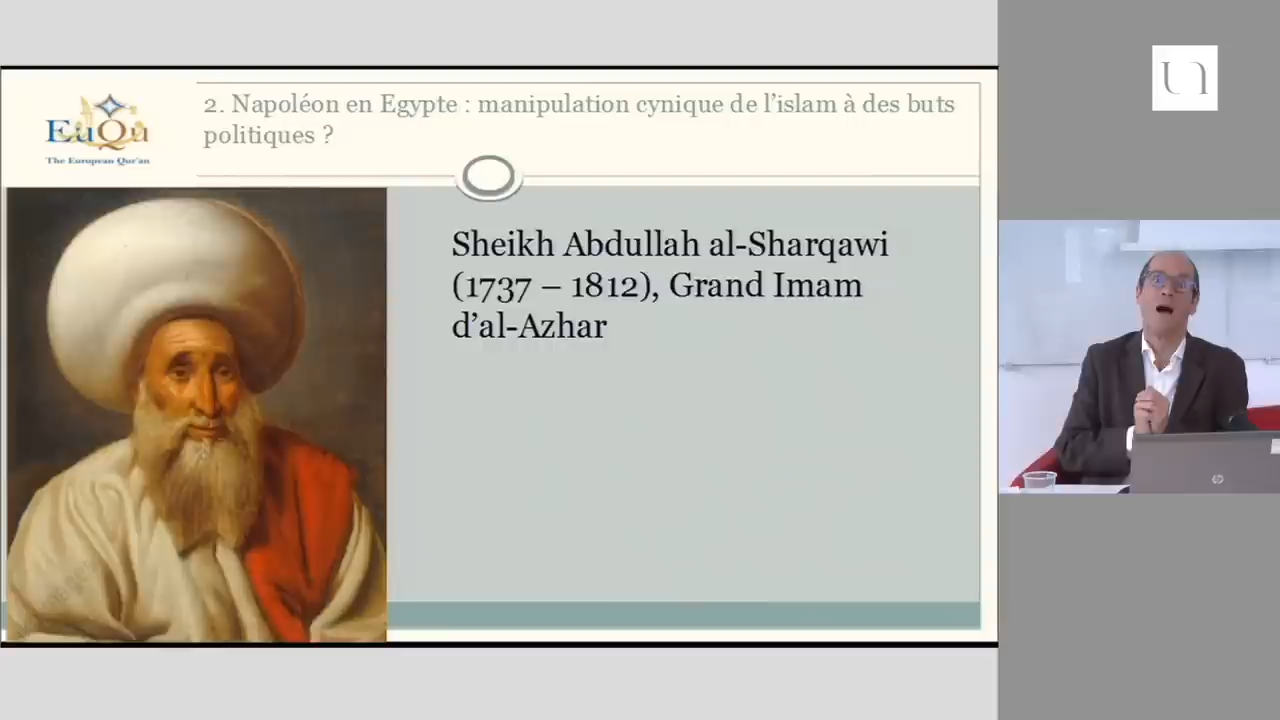 2. Napoléon en Egypte : manipulation cynique de l’islam à des buts
politiques ?
EuQu
The European Qur'an
Sheikh Abdullah al-Sharqawi
(1737 – 1812), Grand Imam
d’al-Azhar
hp